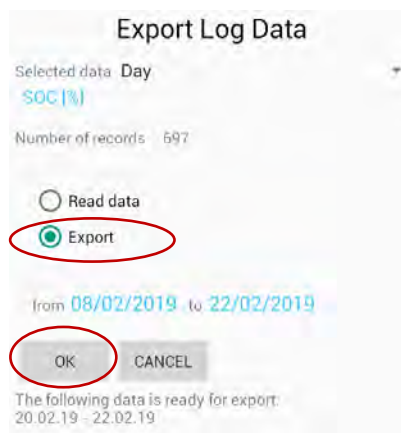 Export Log Data
Selected data Day
SOC [%]
Number of records 697
Read data
Export
from 08/02/2019 to 22/02/2019
OK CANCEL
The following data is ready for export:
20.02.19 - 22.02.19